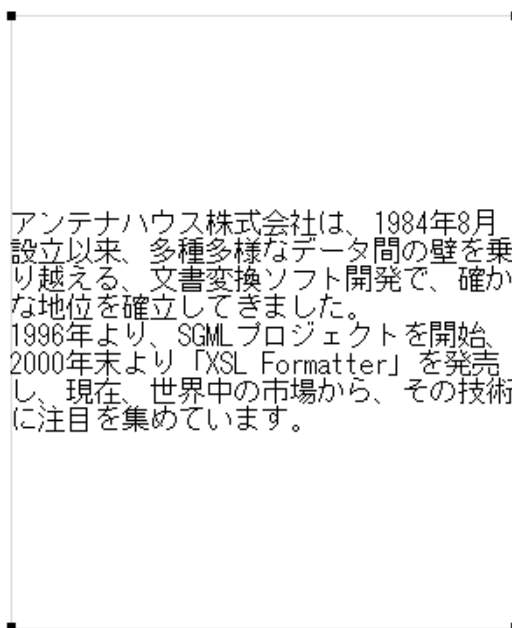 アンテナハウス株式会社は、1984年8月
設立以来、多種多様なデータ間の壁を乗
り越える、文書変換ソフト開発で、確か
な地位を確立してきました。
1996年より、SGMLプロジェクトを開始、
2000年末より「XSL Formatter」を発売
し、現在、世界中の市場から、その技術
に注目を集めています。